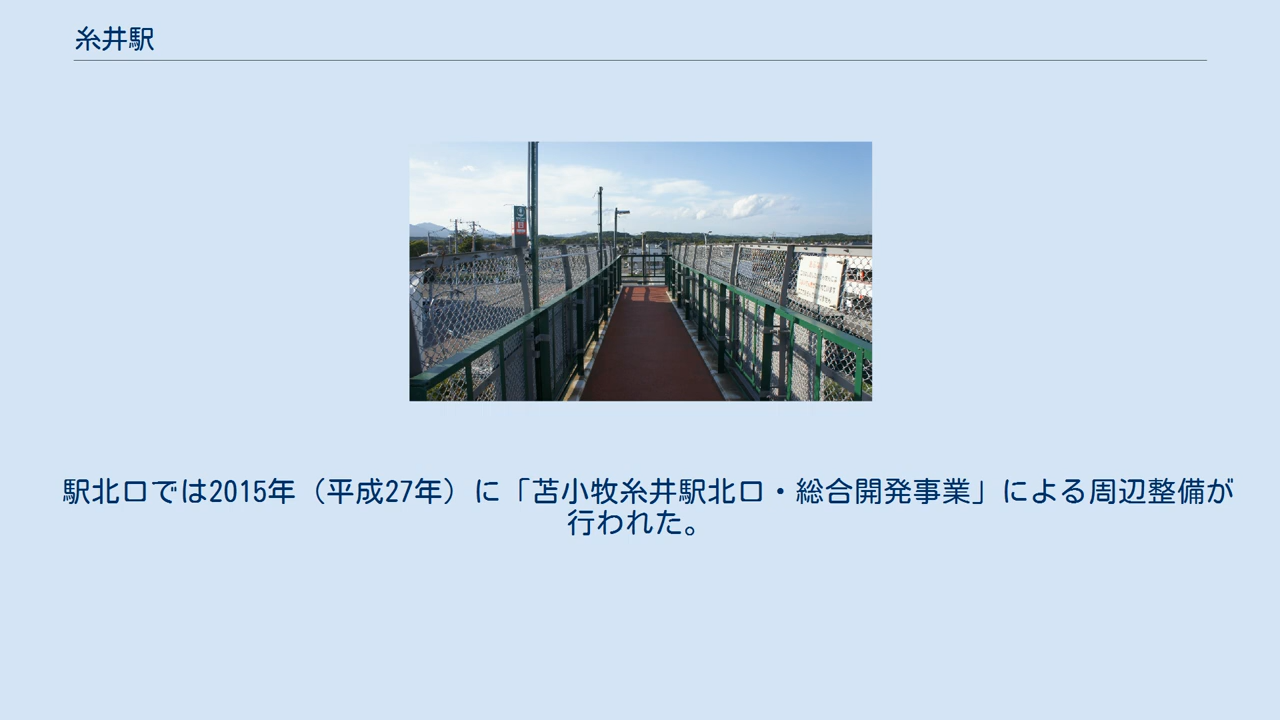 糸井駅
駅北口では2015年（平成27年）に「苫小牧糸井駅北口・総合開発事業」による周辺整備が
行われた。